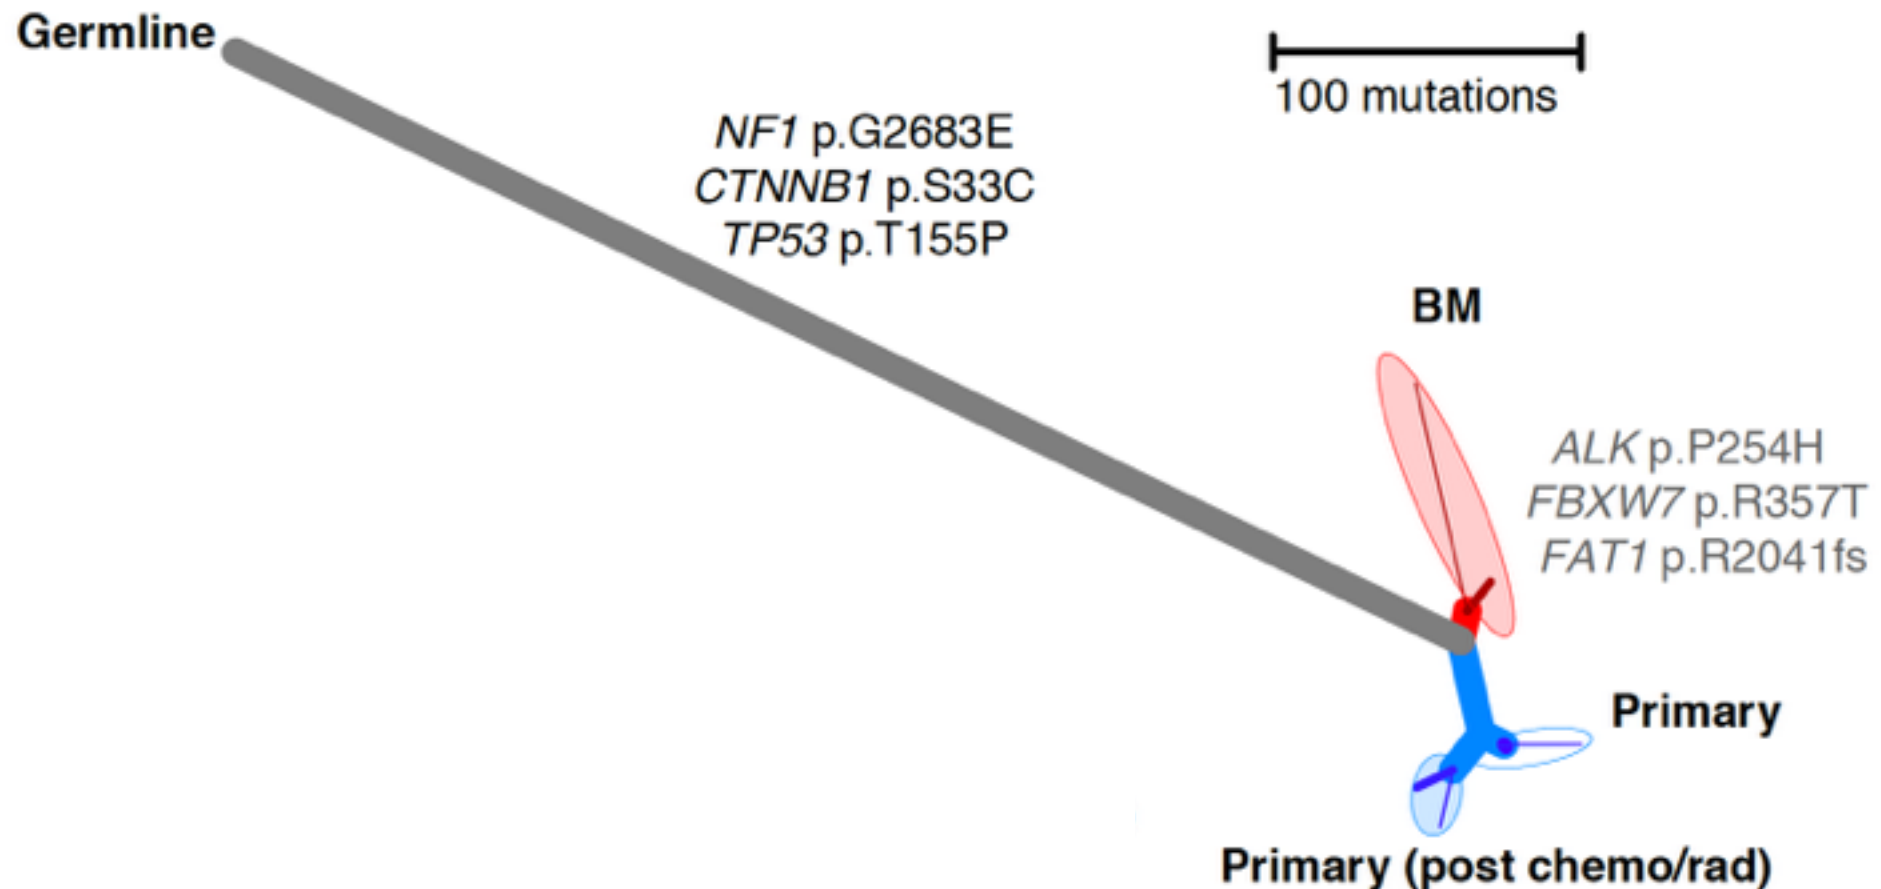 Germline
100 mutations
NF1 p.G2683E
CTNNB1 p.S33C
TP53 p.T155P
BM
ALK p.P254H
FBXW7 p.R357T
FAT1 p.R2041fs
Primary
Primary (post chemo/rad)